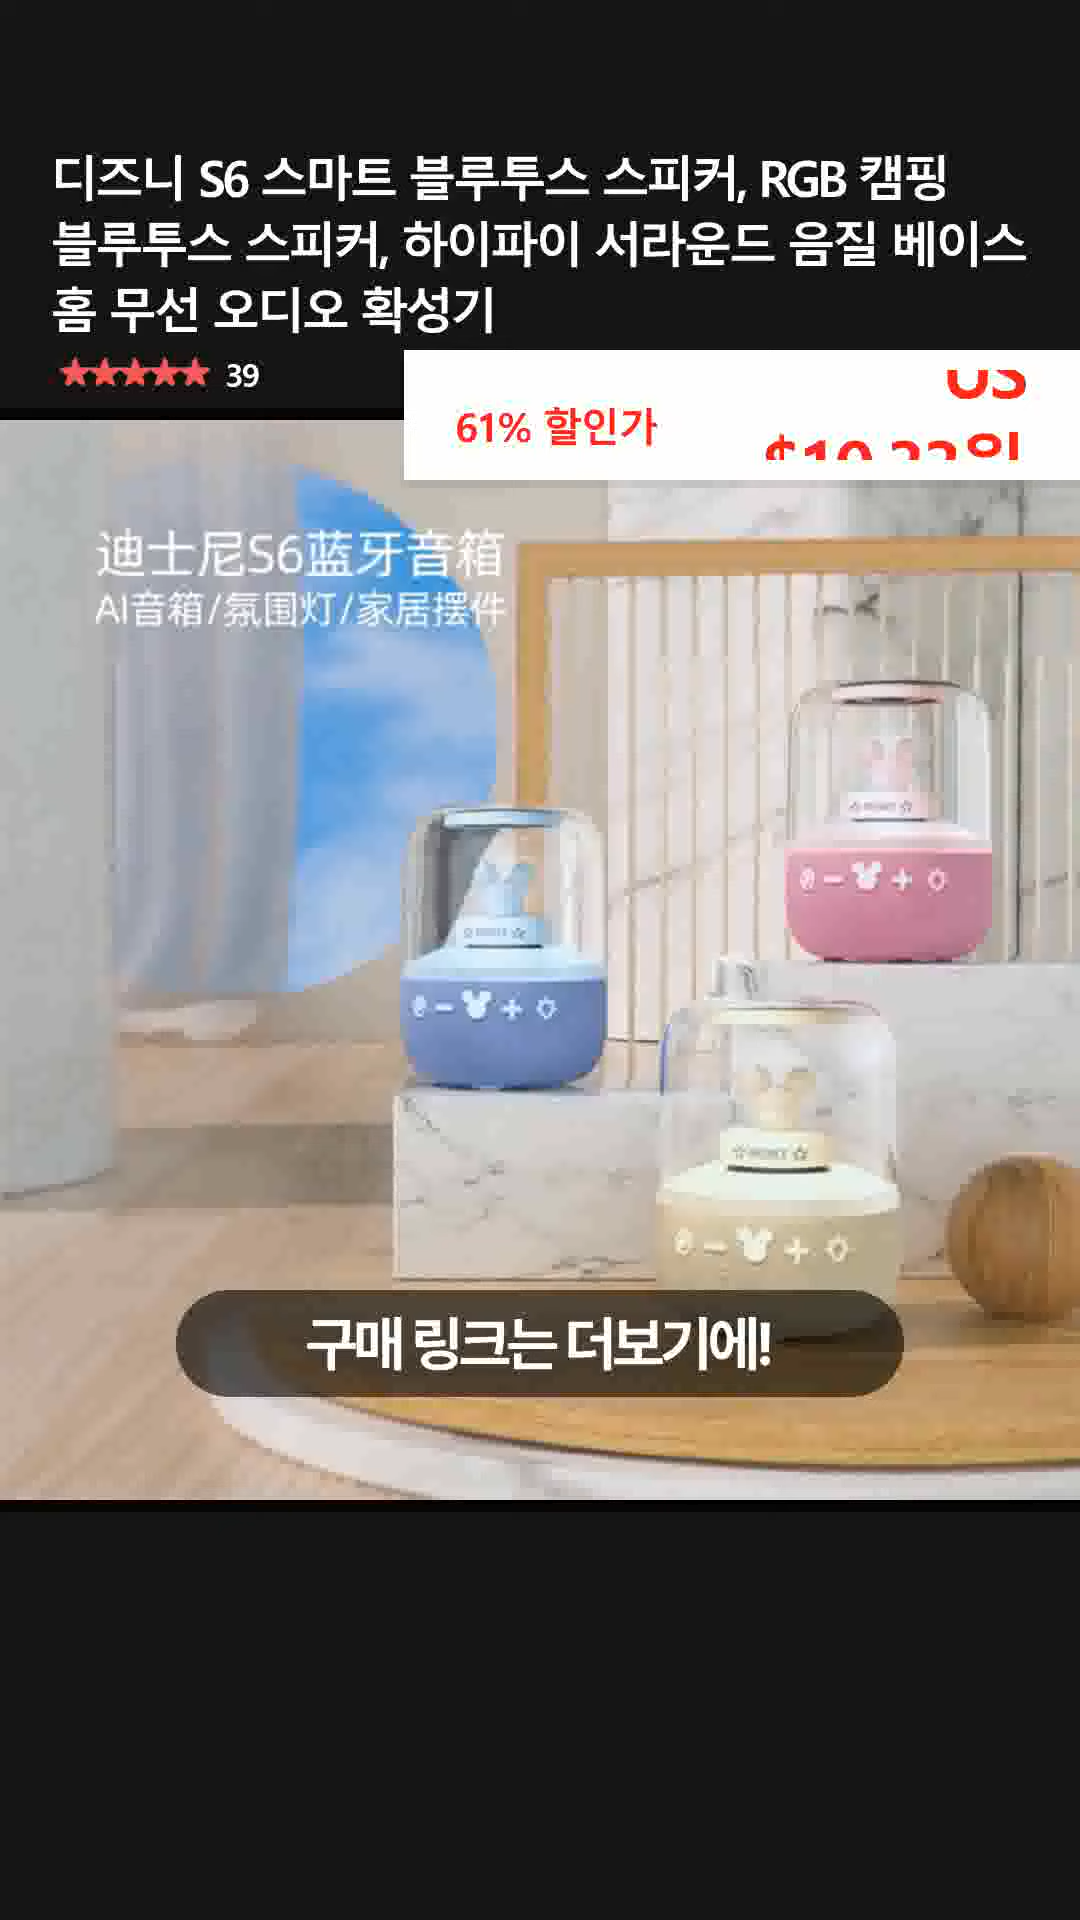 디즈니 S6 스마트 블루투스 스피커, RGB 캠핑
블루투스 스피커, 하이파이 서라운드 음질 베이스
홈 무선 오디오 확성기
39
61% 할인가
US
迪士尼S6蓝牙音箱
AI音箱/氛围灯/家居摆件
구매 링크는 더보기에!